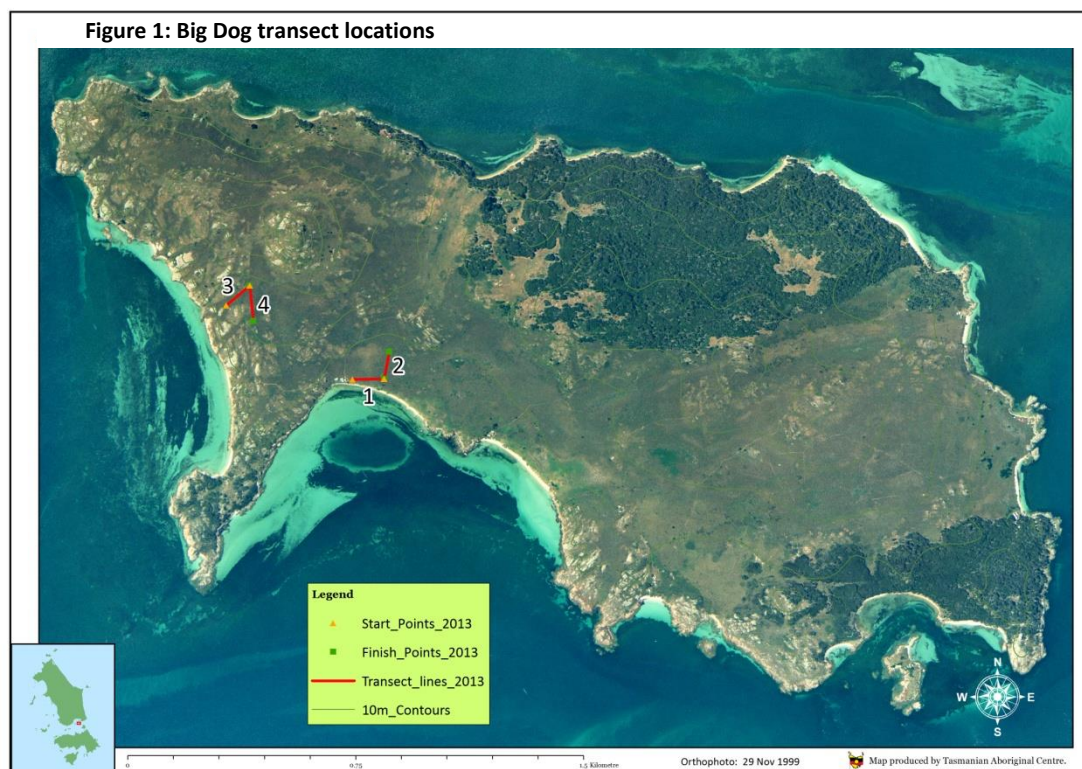 Figure 1: Big Dog transect locations
3
4
2
1
Legend
Start_Points_2013
Finish_Points_2013
Transect_lines_2013
10m_Contours
N
W E
S
0 0.75 1.5 Kilometre
Orthophoto: 29 Nov 1999
Map produced by Tasmanian Aboriginal Centre.